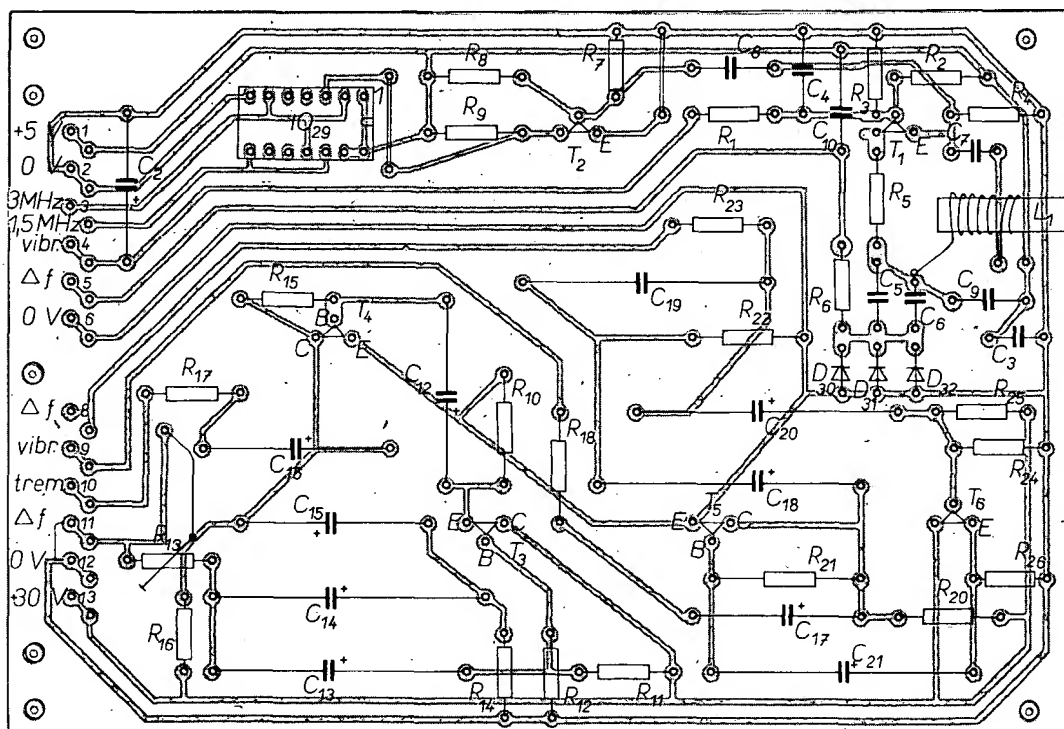 +5 V 1
0 2
3MHz 3
1,5MHz
vibr. 4
Δf 5
0 V 6
Δf 8
vibr. 9
trem. 10
Δf 11
0 V 12
+30 V 13
C2
IO29
1
R8
R9
R7
T2
E
C8
C4
R1
C10
R3
R2
C
T1
E
C7
R5
L1
R23
C19
R22
R6
C5
C6
C9
C3
D30
D31
D32
R15
B
T4
C
E
C12
R10
R17
C16
R18
C20
R25
R24
C15
C18
E
C
B
T3
E
T5
C
B
T6
E
R13
R21
R26
C14
C17
R20
R16
C13
R14
R12
R11
C21